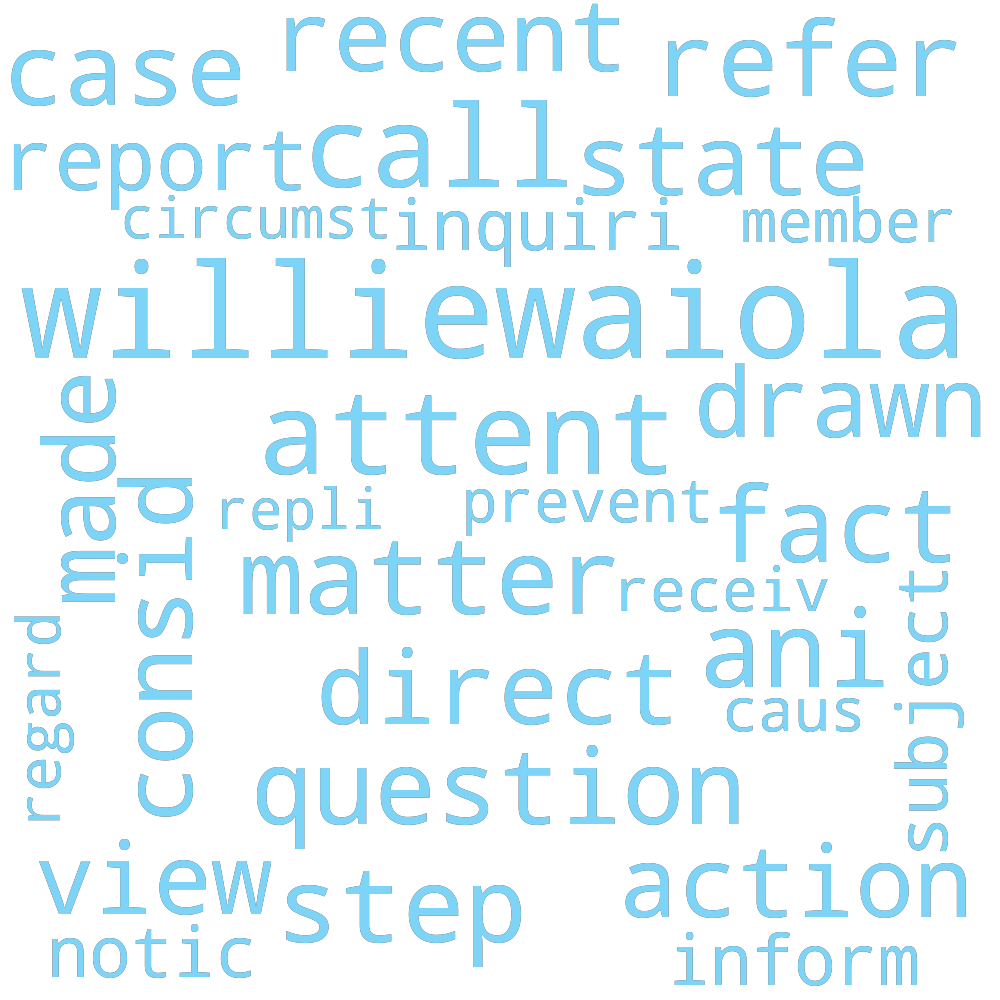 case recent refer
report call state
circumst inquiri member
williewaiola
made attent drawn
consid repli prevent fact
matter receiv
regard direct ani subject
caus
question
view step action
notic inform